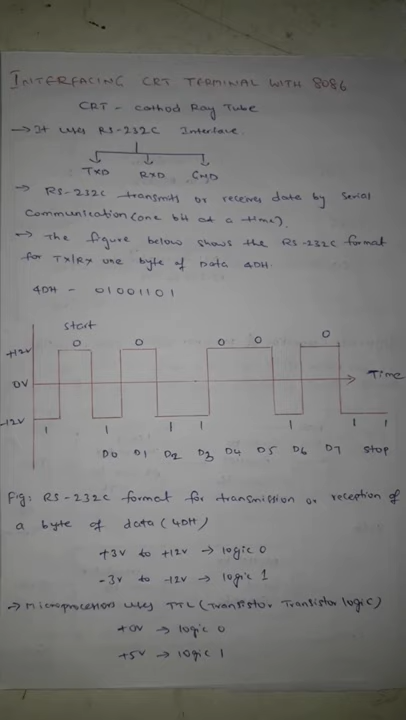 INTERFACING CRT TERMINAL WITH 8086
CRT - Cathod Ray Tube
→ It uses RS-232C Interface.
TXD RXD GND
→ RS-232C transmits or receives data by serial
communication (one bit at a time).
→ The figure below shows the RS-232C format
for Tx/Rx one byte of Data 4DH.
4DH - 01001101
start
0 0 0 0 0
+12V
0V
Time
-12V
1 1 1 1 1 1 1
D0 D1 D2 D3 D4 D5 D6 D7 stop
Fig: RS-232C format for transmission or reception of
a byte of data (4DH)
+3V to +12V → logic 0
-3V to -12V → logic 1
→ Microprocessors uses TTL (Transistor Transistor logic)
+0V → logic 0
+5V → logic 1